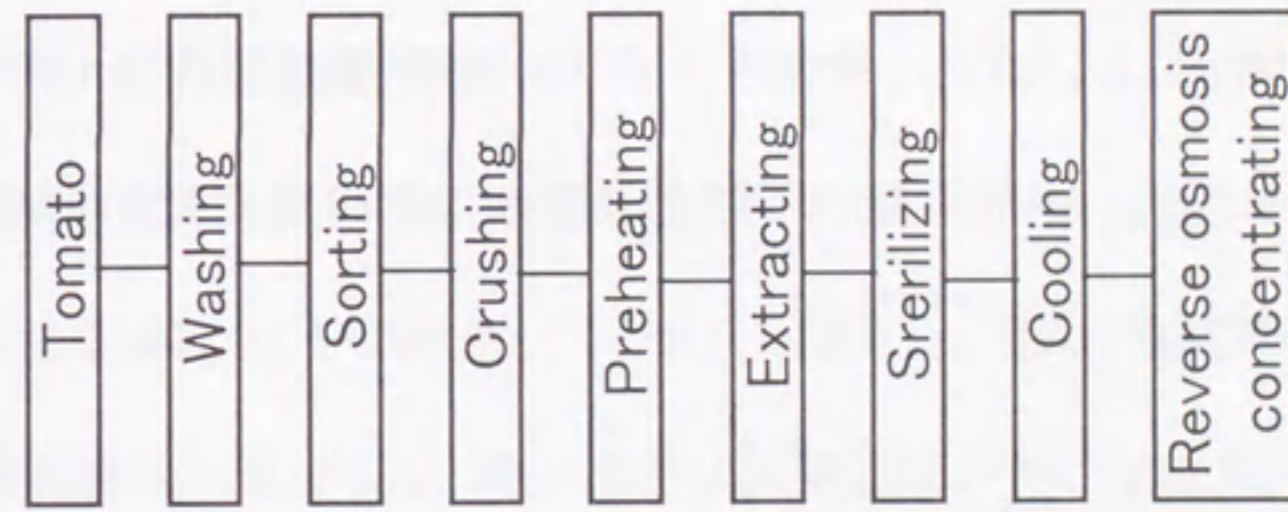 Tomato
Washing
Sorting
Crushing
Preheating
Extracting
Srerilizing
Cooling
Reverse osmosis
concentrating